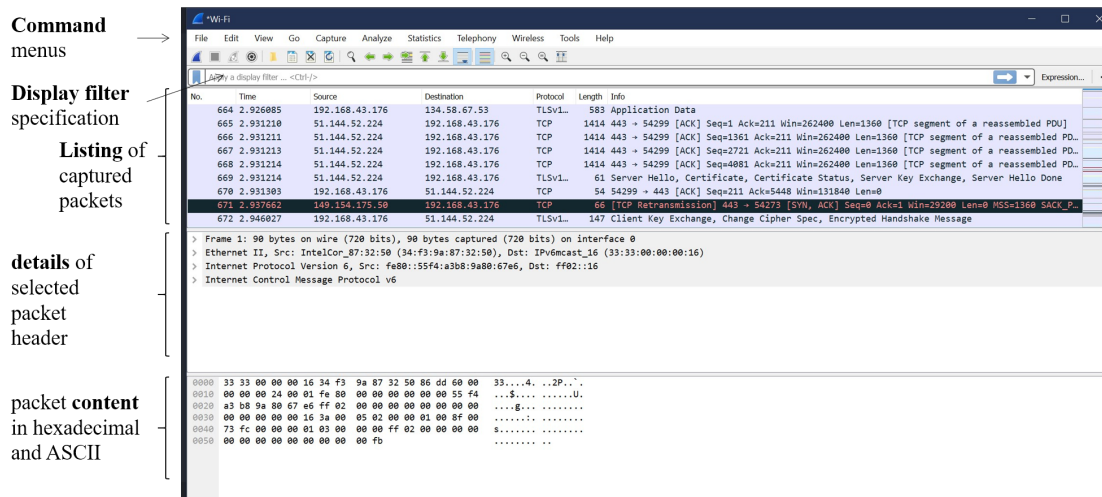 Command
menus
Display filter
specification
Listing of
captured
packets
details of
selected
packet
header
packet content
in hexadecimal
and ASCII
*Wi-Fi
File Edit View Go Capture Analyze Statistics Telephony Wireless Tools Help
Apply a display filter ... <Ctrl-/>
Expression...
No. Time Source Destination Protocol Length Info
664 2.926085 192.168.43.176 134.58.67.53 TLSv1… 583 Application Data
665 2.931210 51.144.52.224 192.168.43.176 TCP 1414 443 → 54299 [ACK] Seq=1 Ack=211 Win=262400 Len=1360 [TCP segment of a reassembled PDU]
666 2.931211 51.144.52.224 192.168.43.176 TCP 1414 443 → 54299 [ACK] Seq=1361 Ack=211 Win=262400 Len=1360 [TCP segment of a reassembled PD…
667 2.931213 51.144.52.224 192.168.43.176 TCP 1414 443 → 54299 [ACK] Seq=2721 Ack=211 Win=262400 Len=1360 [TCP segment of a reassembled PD…
668 2.931214 51.144.52.224 192.168.43.176 TCP 1414 443 → 54299 [ACK] Seq=4081 Ack=211 Win=262400 Len=1360 [TCP segment of a reassembled PD…
669 2.931214 51.144.52.224 192.168.43.176 TLSv1… 61 Server Hello, Certificate, Certificate Status, Server Key Exchange, Server Hello Done
670 2.931303 192.168.43.176 51.144.52.224 TCP 54 54299 → 443 [ACK] Seq=211 Ack=5448 Win=131840 Len=0
671 2.937662 149.154.175.50 192.168.43.176 TCP 66 [TCP Retransmission] 443 → 54273 [SYN, ACK] Seq=0 Ack=1 Win=29200 Len=0 MSS=1360 SACK_P…
672 2.946027 192.168.43.176 51.144.52.224 TLSv1… 147 Client Key Exchange, Change Cipher Spec, Encrypted Handshake Message
> Frame 1: 90 bytes on wire (720 bits), 90 bytes captured (720 bits) on interface 0
> Ethernet II, Src: IntelCor_87:32:50 (34:f3:9a:87:32:50), Dst: IPv6mcast_16 (33:33:00:00:00:16)
> Internet Protocol Version 6, Src: fe80::55f4:a3b8:9a80:67e6, Dst: ff02::16
> Internet Control Message Protocol v6
0000 33 33 00 00 00 16 34 f3 9a 87 32 50 86 dd 60 00 33....4. ..2P..`.
0010 00 00 00 24 00 01 fe 80 00 00 00 00 00 00 55 f4 ...$.... ......U.
0020 a3 b8 9a 80 67 e6 ff 02 00 00 00 00 00 00 00 00 ....g... ........
0030 00 00 00 00 00 16 3a 00 05 02 00 00 01 00 8f 00 ......:. ........
0040 73 fc 00 00 00 01 03 00 00 00 ff 02 00 00 00 00 s....... ........
0050 00 00 00 00 00 00 00 00 00 fb ........ ..